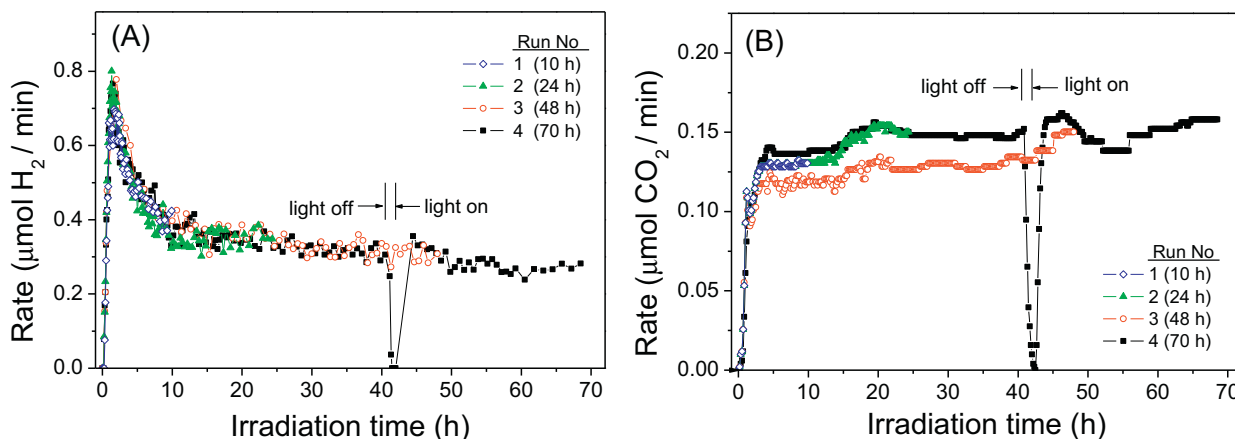 (A)
Run No
1 (10 h)
2 (24 h)
3 (48 h)
4 (70 h)
light off
light on
Rate (μmol H₂ / min)
0.8
0.6
0.4
0.2
0.0
0 10 20 30 40 50 60 70
Irradiation time (h)
(B)
light off
light on
Run No
1 (10 h)
2 (24 h)
3 (48 h)
4 (70 h)
Rate (μmol CO₂ / min)
0.20
0.15
0.10
0.05
0.00
0 10 20 30 40 50 60 70
Irradiation time (h)